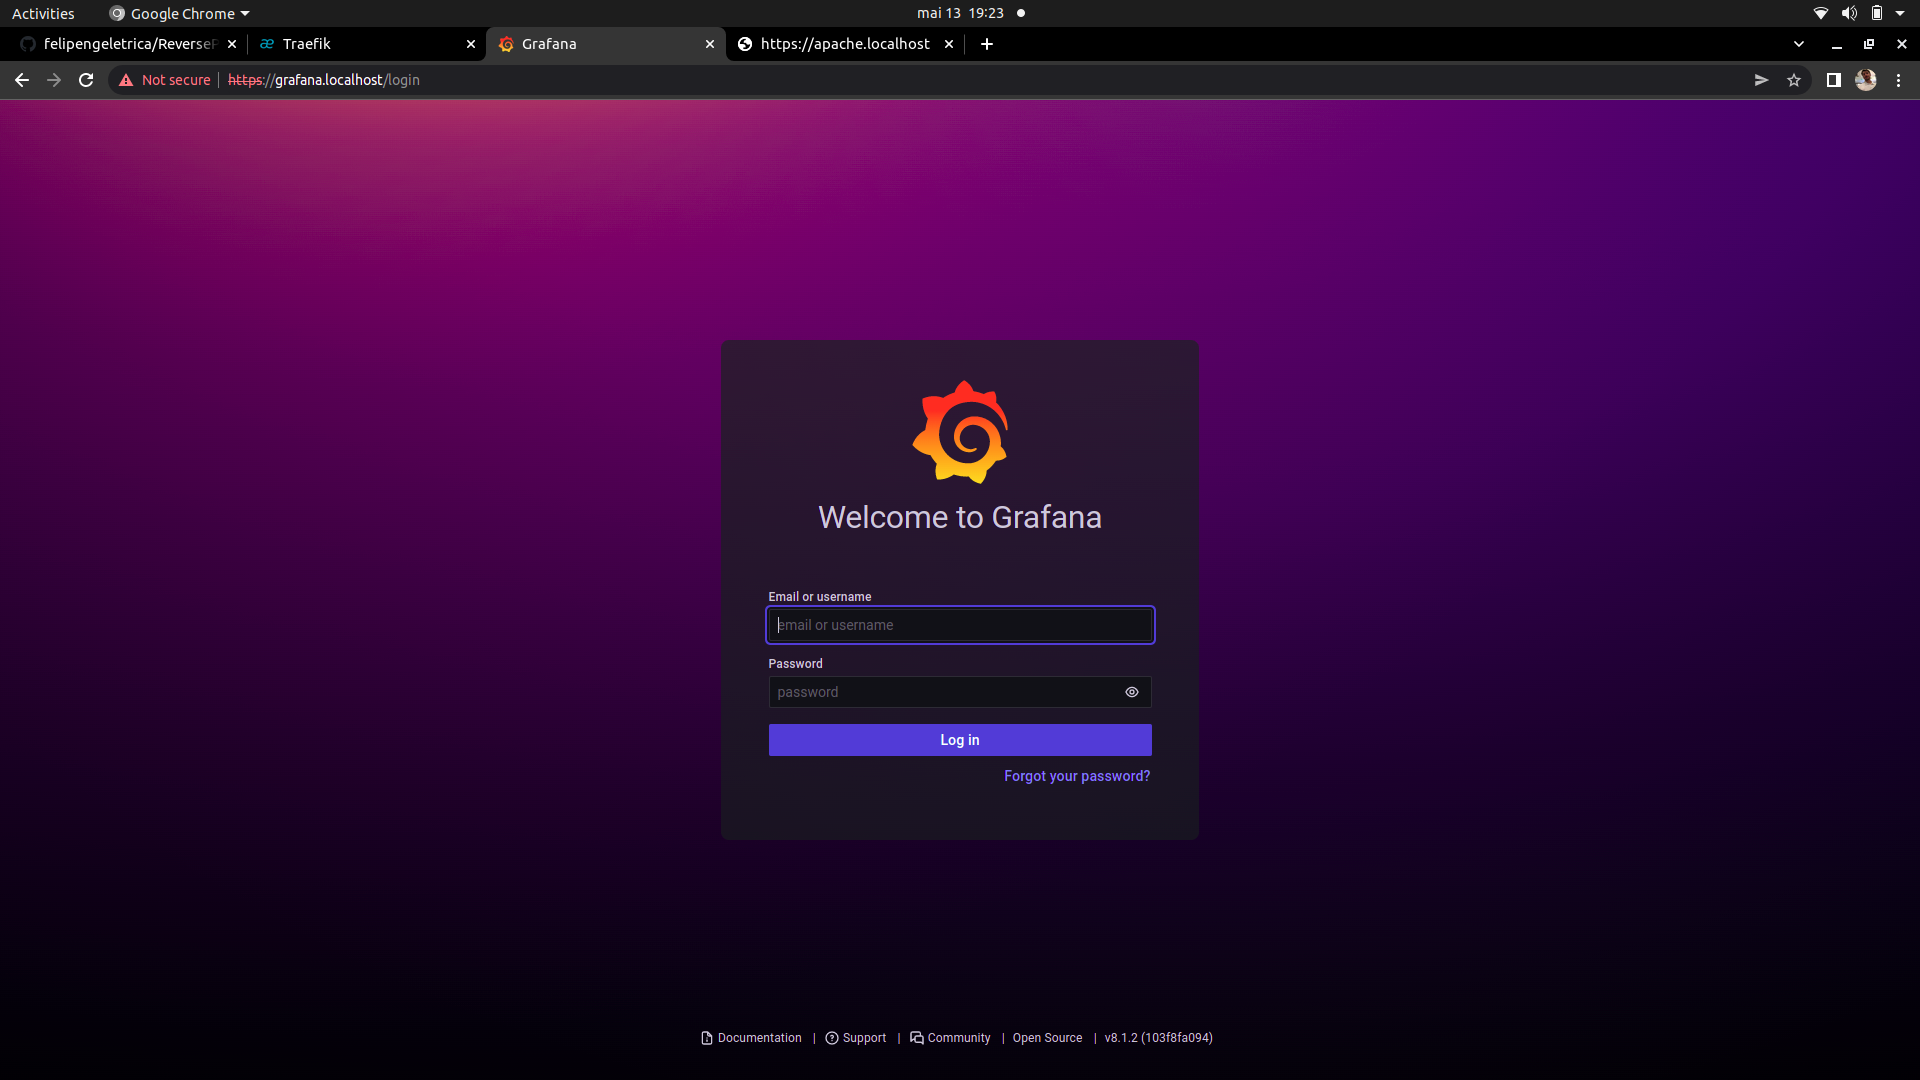 Activities Google Chrome mai 13 19:23
felipengeletrica/ReverseP Traefik Grafana https://apache.localhost
Not secure https://grafana.localhost/login
Welcome to Grafana
Email or username
email or username
Password
password
Log in
Forgot your password?
Documentation | Support | Community | Open Source | v8.1.2 (103f8fa094)